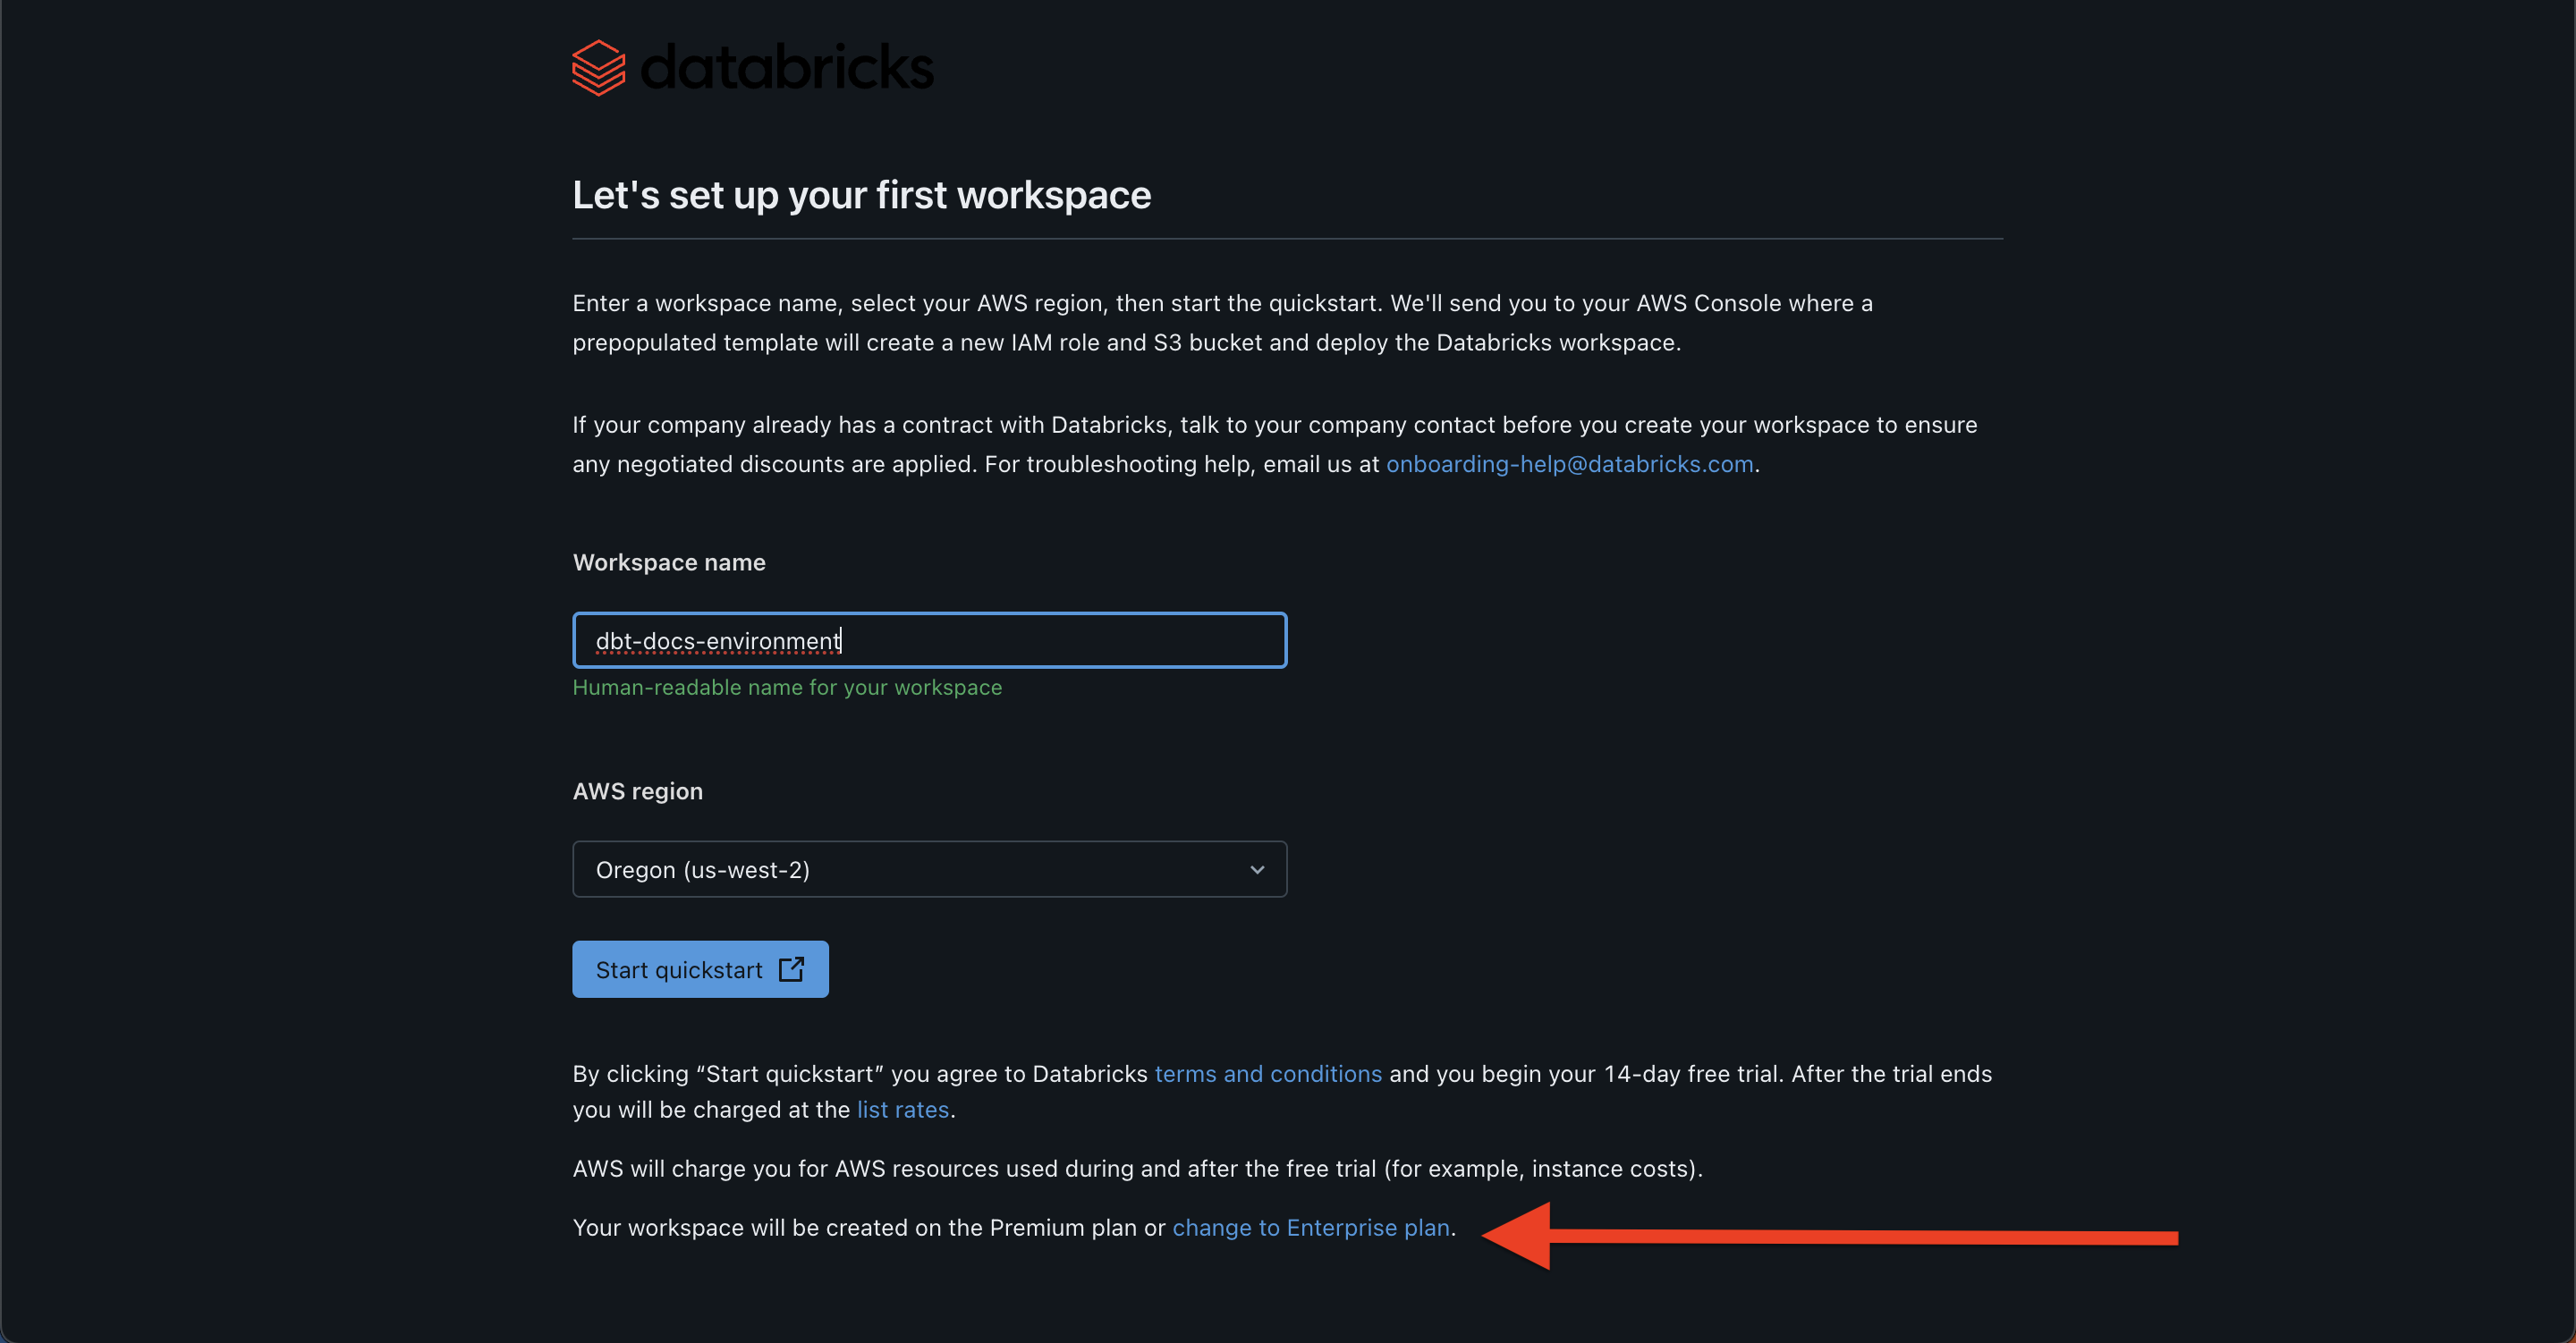 databricks
Let's set up your first workspace
Enter a workspace name, select your AWS region, then start the quickstart. We'll send you to your AWS Console where a
prepopulated template will create a new IAM role and S3 bucket and deploy the Databricks workspace.
If your company already has a contract with Databricks, talk to your company contact before you create your workspace to ensure
any negotiated discounts are applied. For troubleshooting help, email us at onboarding-help@databricks.com.
Workspace name
dbt-docs-environment
Human-readable name for your workspace
AWS region
Oregon (us-west-2)
Start quickstart
By clicking “Start quickstart” you agree to Databricks terms and conditions and you begin your 14-day free trial. After the trial ends
you will be charged at the list rates.
AWS will charge you for AWS resources used during and after the free trial (for example, instance costs).
Your workspace will be created on the Premium plan or change to Enterprise plan.